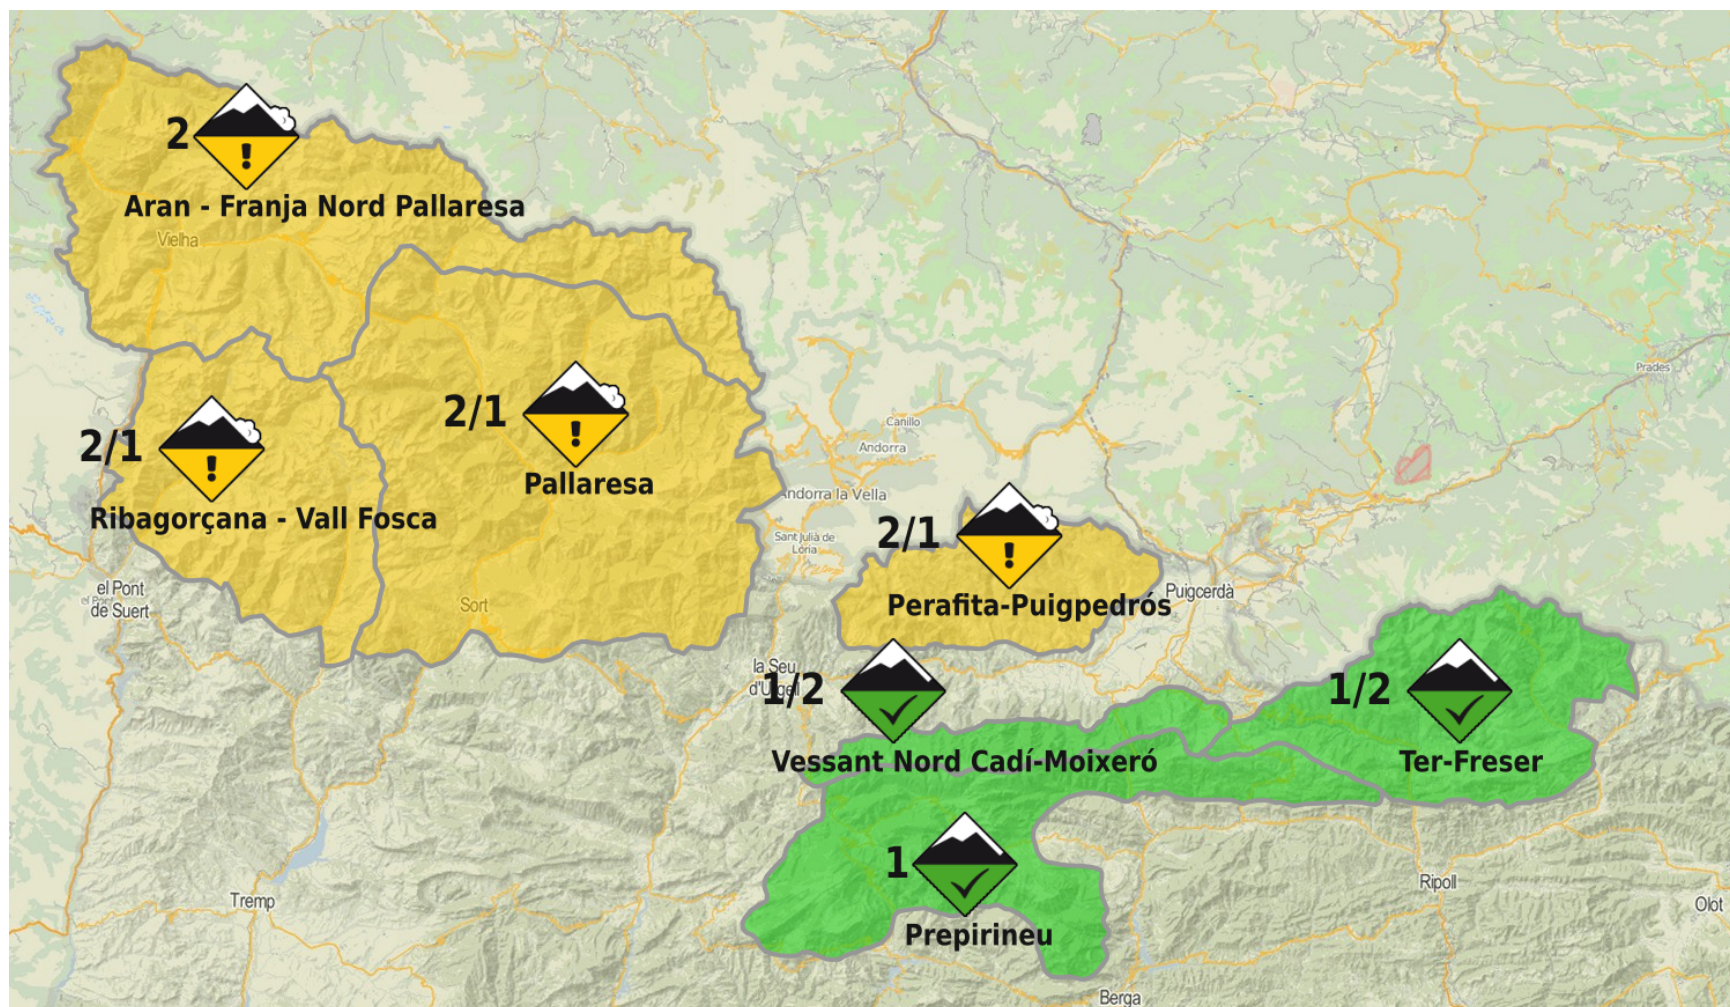 2
!
Aran - Franja Nord Pallaresa
Vielha
2/1
!
Pallaresa
2/1
!
Ribagorçana - Vall Fosca
Prades
Canillo
Andorra
Andorra la Vella
Sant Julià de
Lòria
2/1
!
Perafita-Puigpedrós
Puigcerdà
el Pont
de Suert
Sort
la Seu
d'Urgell
1/2
Vessant Nord Cadí-Moixeró
1/2
Ter-Freser
1
Prepirineu
Tremp
Ripoll
Olot
Berga